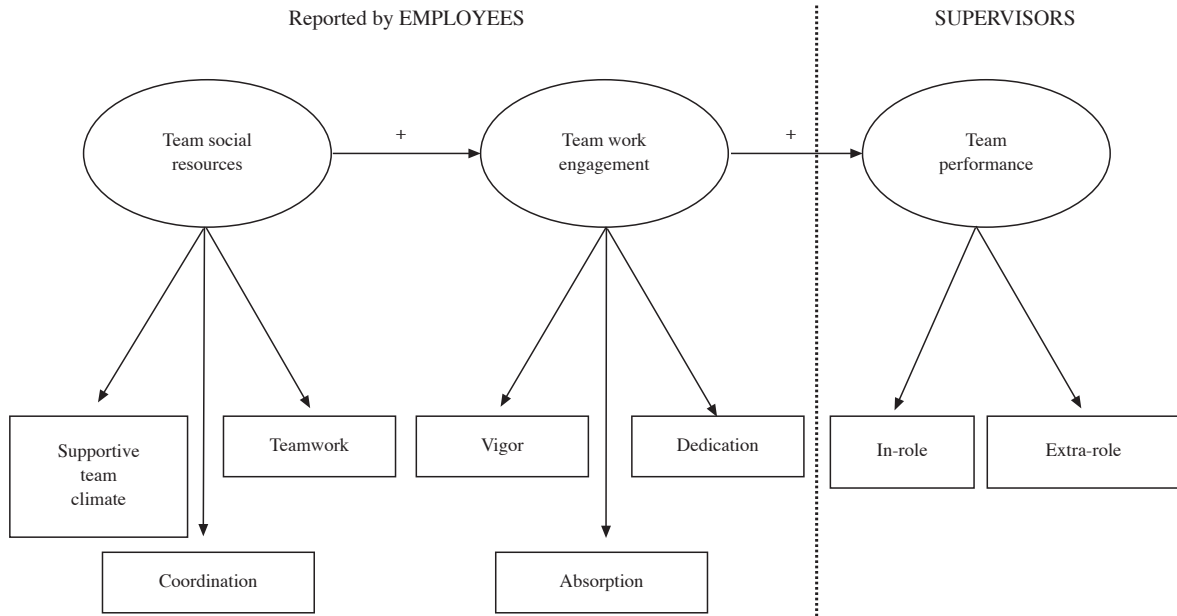 Reported by EMPLOYEES
SUPERVISORS
Team social
resources
+
Team work
engagement
+
Team
performance
Supportive
team
climate
Teamwork
Vigor
Dedication
In-role
Extra-role
Coordination
Absorption